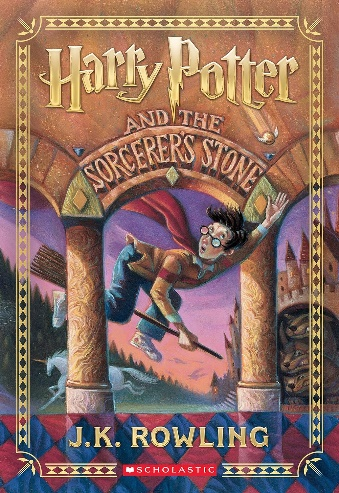 Harry Potter
AND THE
SORCERER'S STONE
J.K. ROWLING
SCHOLASTIC